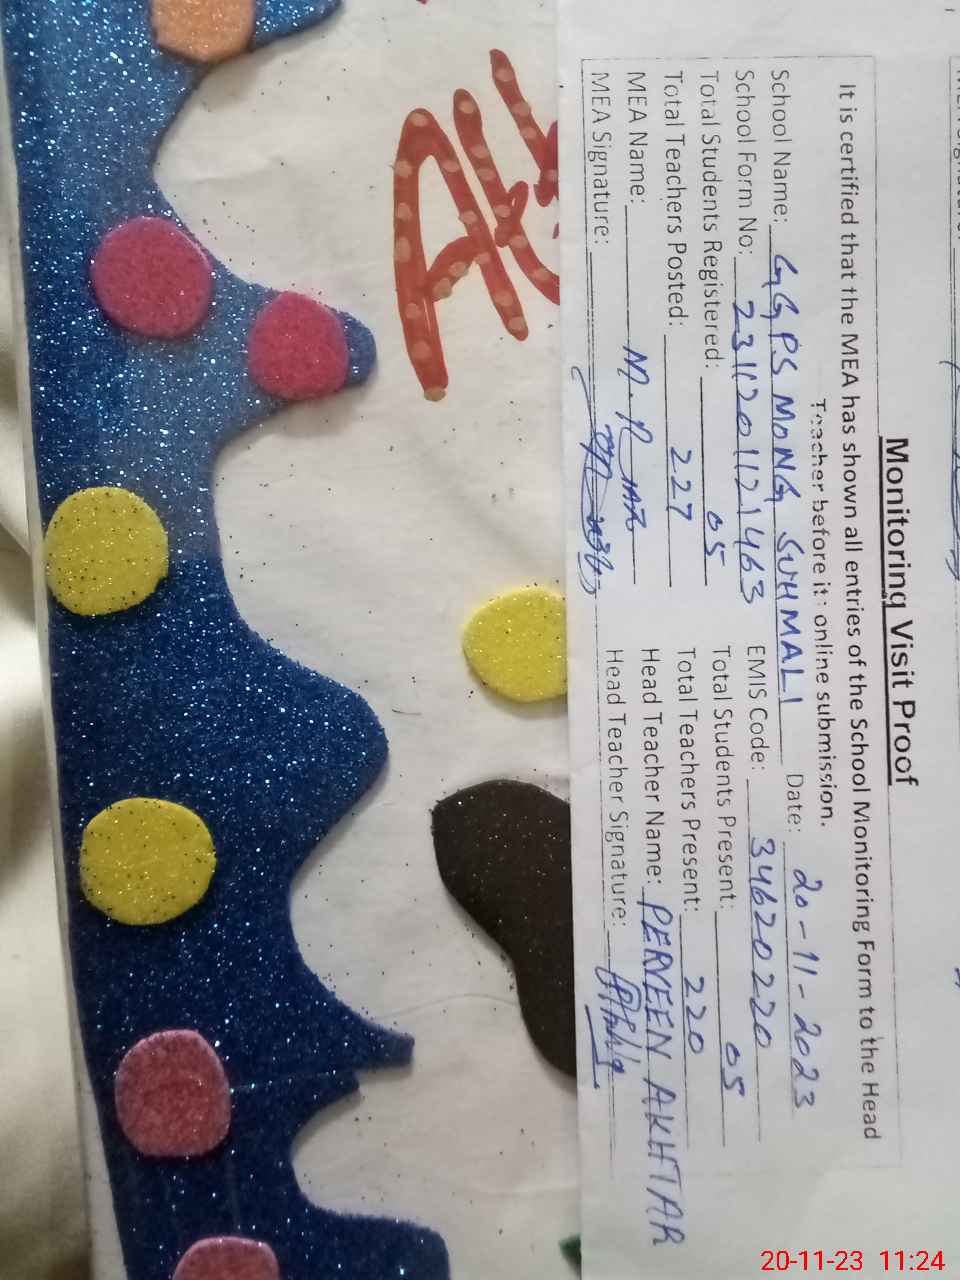 Monitoring Visit Proof
It is certified that the MEA has shown all entries of the School Monitoring Form to the Head
Teacher before it's online submission.
School Name: GGPS MONG SUHMALI Date: 20-11-2023
School Form No: 2311201121463 EMIS Code: 34620220
Total Students Registered: 05 Total Students Present: 05
Total Teachers Posted: 227 Total Teachers Present: 220
MEA Name: M. Head Teacher Name: PERVEEN AKHTAR
MEA Signature: Head Teacher Signature:
20-11-23 11:24